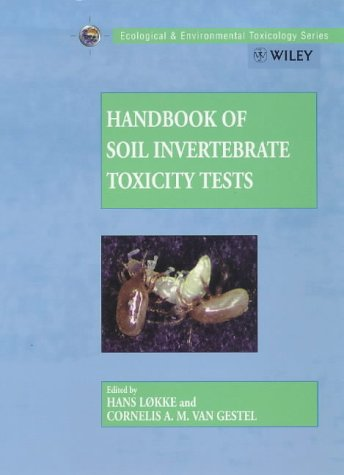 Ecological & Environmental Toxicology Series
WILEY
HANDBOOK OF
SOIL INVERTEBRATE
TOXICITY TESTS
Edited by
HANS LØKKE and
CORNELIS A. M. VAN GESTEL